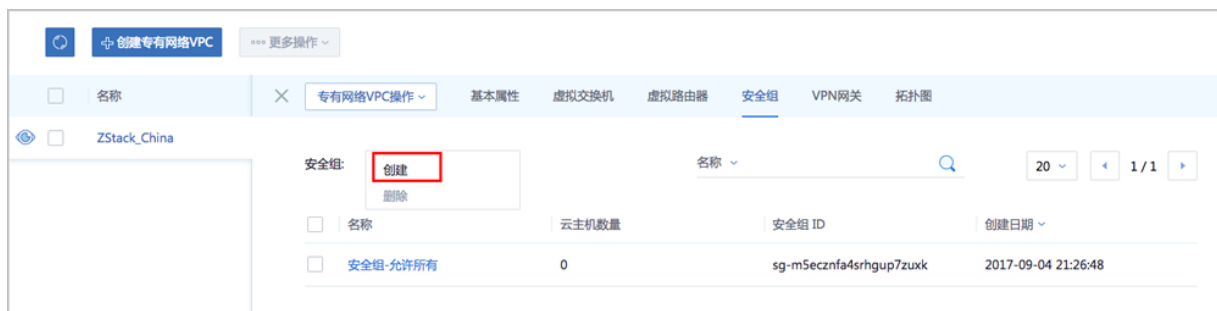 创建专有网络VPC 更多操作
名称 专有网络VPC操作 基本属性 虚拟交换机 虚拟路由器 安全组 VPN网关 拓扑图
ZStack_China
安全组: 创建 名称 20 1 / 1
删除
名称 云主机数量 安全组 ID 创建日期
安全组-允许所有 0 sg-m5ecznfa4srhgup7zuxk 2017-09-04 21:26:48